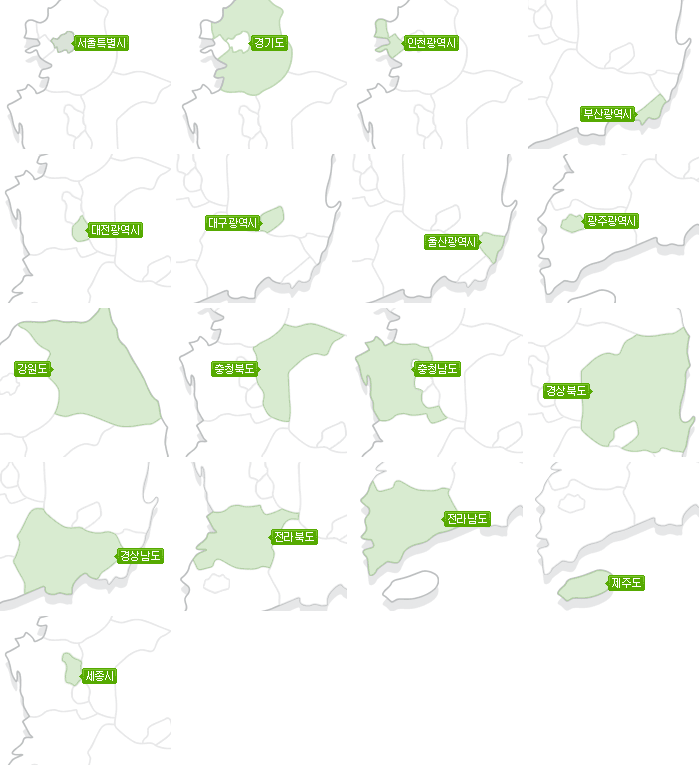 서울특별시
경기도
인천광역시
부산광역시
대전광역시
대구광역시
울산광역시
광주광역시
강원도
충청북도
충청남도
경상북도
경상남도
전라북도
전라남도
제주도
세종시